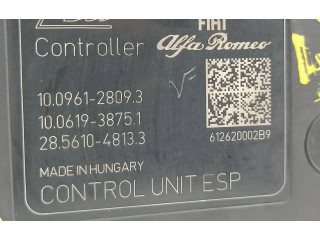 FIAT
Controller Alfa Romeo
10.0961-2809.3
10.0619-3875.1
28.5610-4813.3
612620002B9
MADE IN HUNGARY
CONTROL UNIT ESP